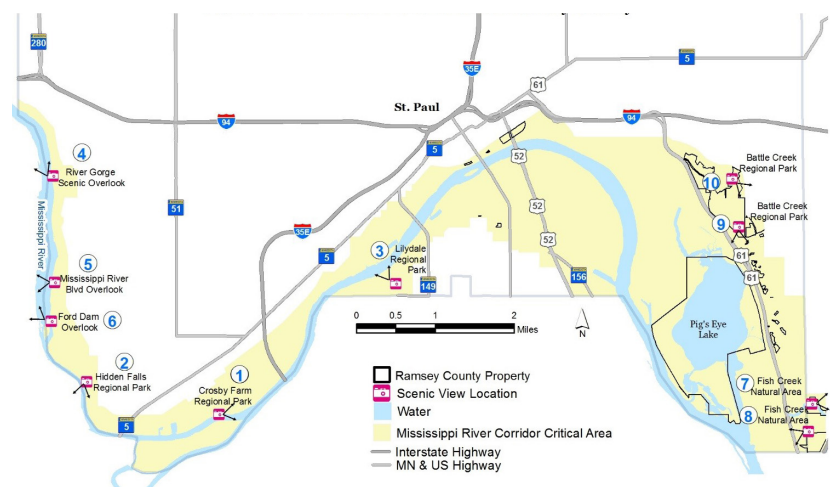 280
35E
5
61
St. Paul
94
94
5
52
61
Battle Creek
Regional Park
4
River Gorge
Scenic Overlook
10
Mississippi River
51
52
Battle Creek
Regional Park
9
35E
52
3
Lilydale
Regional
Park
5
61
5
Mississippi River
Blvd Overlook
149
156
61
6
Ford Dam
Overlook
0
0.5
1
2
Miles
N
Pig's Eye
Lake
2
Hidden Falls
Regional Park
1
Crosby Farm
Regional Park
7
Fish Creek
Natural Area
8
Fish Creek
Natural Area
5
Ramsey County Property
Scenic View Location
Water
Mississippi River Corridor Critical Area
Interstate Highway
MN & US Highway